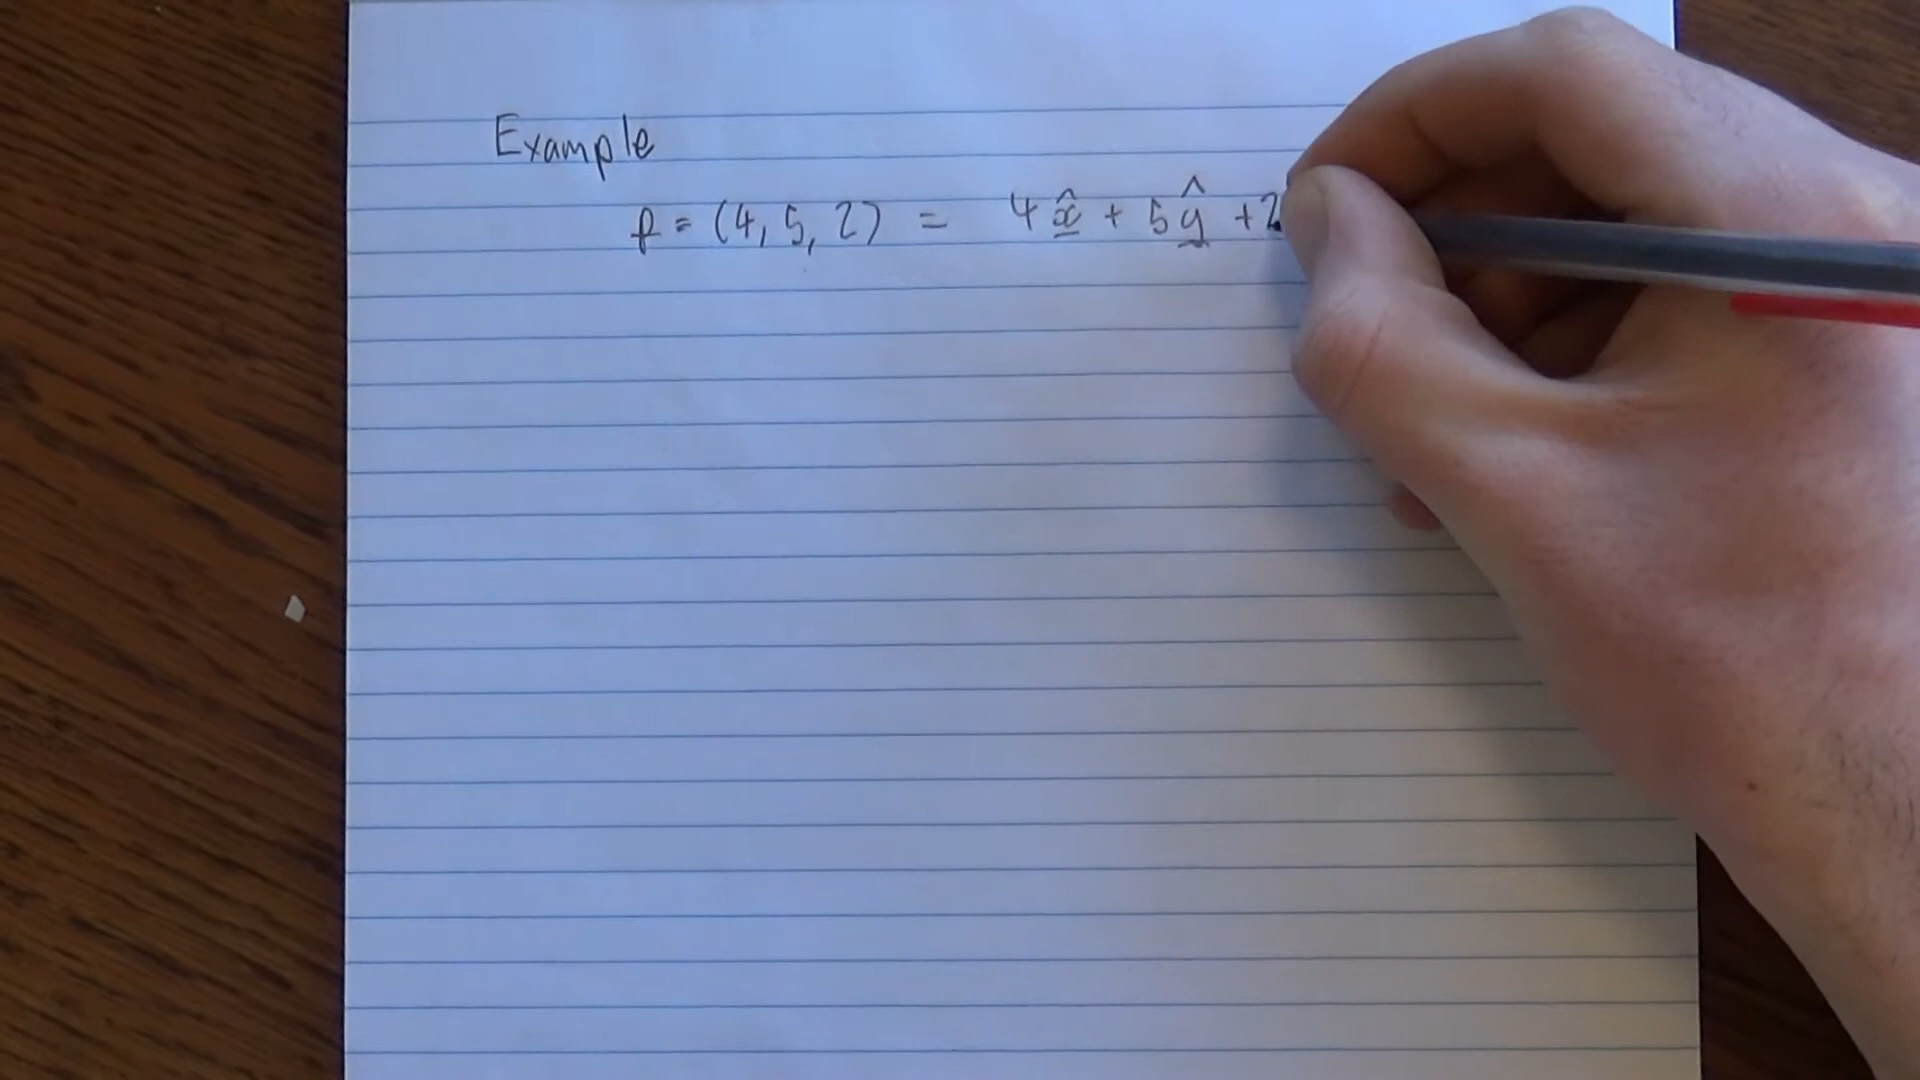 Example
p = (4, 5, 2) = 4x̂ + 5ŷ + 2